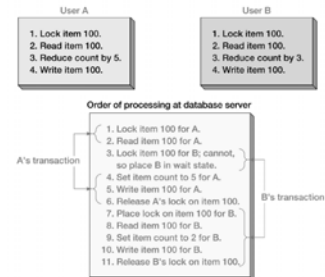 User A
1. Lock item 100.
2. Read item 100.
3. Reduce count by 5.
4. Write item 100.
User B
1. Lock item 100.
2. Read item 100.
3. Reduce count by 3.
4. Write item 100.
Order of processing at database server
A's transaction
1. Lock item 100 for A.
2. Read item 100 for A.
3. Lock item 100 for B; cannot,
so place B in wait state.
4. Set item count to 5 for A.
5. Write item 100 for A.
6. Release A's lock on item 100.
7. Place lock on item 100 for B.
8. Read item 100 for B.
9. Set item count to 2 for B.
10. Write item 100 for B.
11. Release B's lock on item 100.
B's transaction